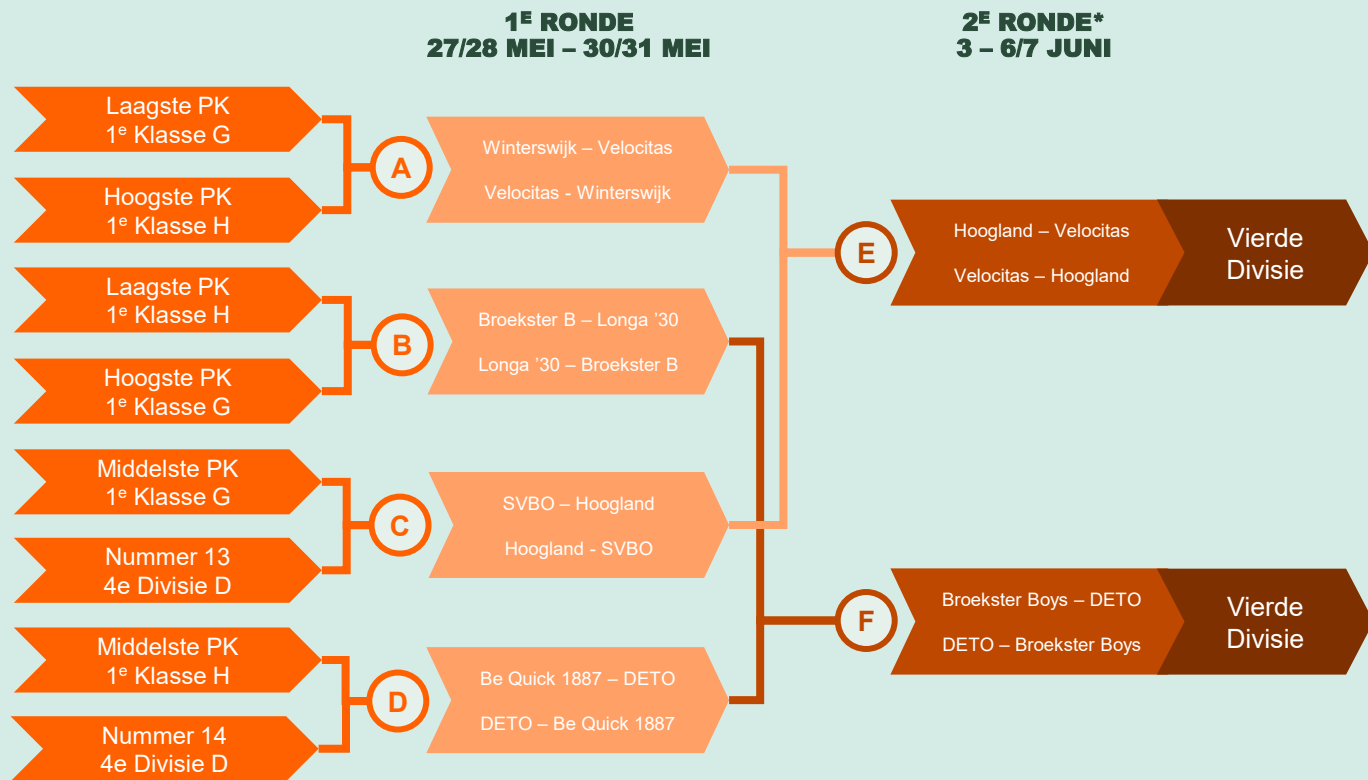 1E RONDE
27/28 MEI – 30/31 MEI
2E RONDE*
3 – 6/7 JUNI
Laagste PK
1e Klasse G
Hoogste PK
1e Klasse H
A
Winterswijk – Velocitas
Velocitas - Winterswijk
Laagste PK
1e Klasse H
Hoogste PK
1e Klasse G
B
Broekster B – Longa ’30
Longa ’30 – Broekster B
Middelste PK
1e Klasse G
Nummer 13
4e Divisie D
C
SVBO – Hoogland
Hoogland - SVBO
Middelste PK
1e Klasse H
Nummer 14
4e Divisie D
D
Be Quick 1887 – DETO
DETO – Be Quick 1887
E
Hoogland – Velocitas
Velocitas – Hoogland
Vierde
Divisie
F
Broekster Boys – DETO
DETO – Broekster Boys
Vierde
Divisie